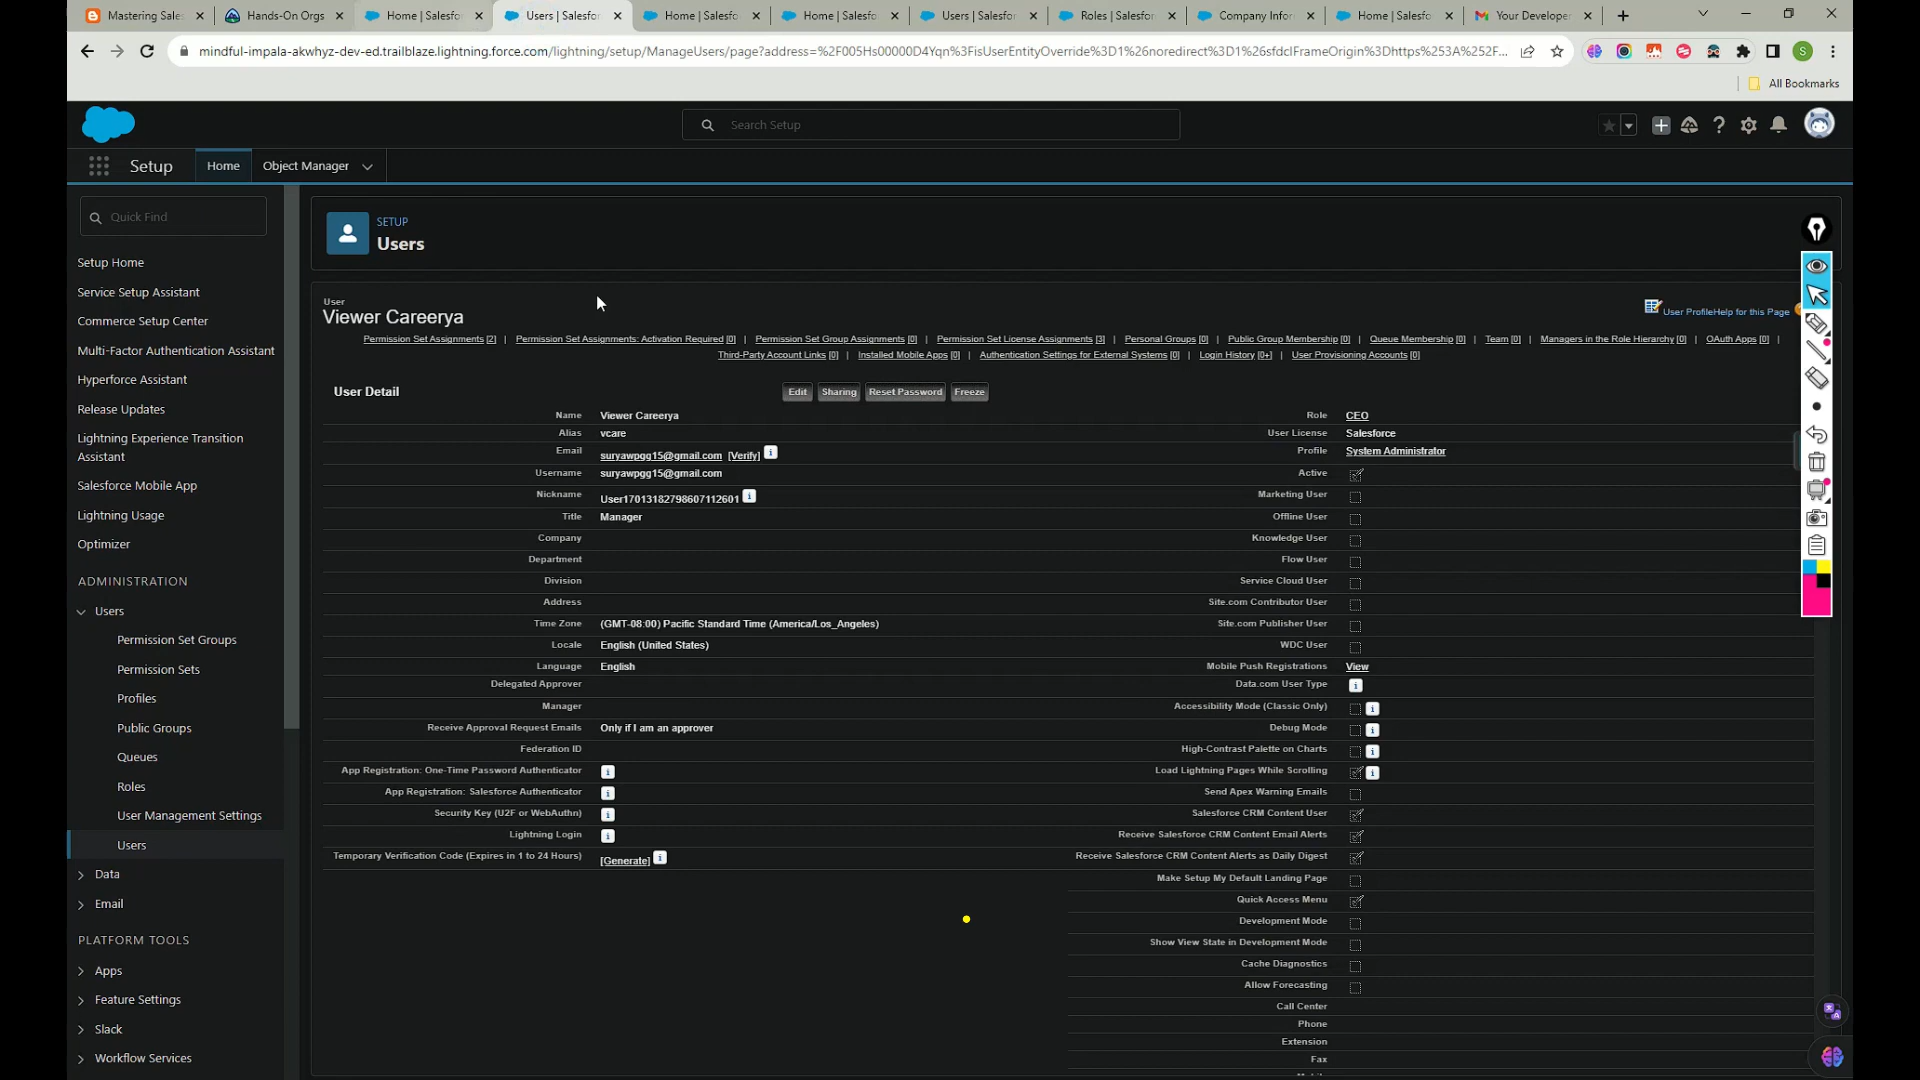 Mastering Sales
Hands-On Orgs
Home | Salesfor
Users | Salesfor
Home | Salesfo
Home | Salesfo
Users | Salesfo
Roles | Salesfor
Company Infor
Home | Salesfo
Your Developer
mindful-impala-akwhyz-dev-ed.trailblaze.lightning.force.com/lightning/setup/ManageUsers/page?address=%2F005Hs00000D4Yqn%3FisUserEntityOverride%3D1%26noredirect%3D1%26sfdcIFrameOrigin%3Dhttps%253A%252F...
S
All Bookmarks
Search Setup
Setup
Home
Object Manager
Quick Find
Setup Home
Service Setup Assistant
Commerce Setup Center
Multi-Factor Authentication Assistant
Hyperforce Assistant
Release Updates
Lightning Experience Transition
Assistant
Salesforce Mobile App
Lightning Usage
Optimizer
ADMINISTRATION
Users
Permission Set Groups
Permission Sets
Profiles
Public Groups
Queues
Roles
User Management Settings
Users
Data
Email
PLATFORM TOOLS
Apps
Feature Settings
Slack
Workflow Services
SETUP
Users
User
Viewer Careerya
User Profile Help for this Page
Permission Set Assignments [2] | Permission Set Assignments: Activation Required [0] | Permission Set Group Assignments [0] | Permission Set License Assignments [3] | Personal Groups [0] | Public Group Membership [0] | Queue Membership [0] | Team [0] | Managers in the Role Hierarchy [0] | OAuth Apps [0] |
Third-Party Account Links [0] | Installed Mobile Apps [0] | Authentication Settings for External Systems [0] | Login History [0+] | User Provisioning Accounts [0]
User Detail
Edit Sharing Reset Password Freeze
Name Viewer Careerya
Alias vcare
Email suryawpgg15@gmail.com [Verify] i
Username suryawpgg15@gmail.com
Nickname User17013182798607112601 i
Title Manager
Company
Department
Division
Address
Time Zone (GMT-08:00) Pacific Standard Time (America/Los_Angeles)
Locale English (United States)
Language English
Delegated Approver
Manager
Receive Approval Request Emails Only if I am an approver
Federation ID
App Registration: One-Time Password Authenticator i
App Registration: Salesforce Authenticator i
Security Key (U2F or WebAuthn) i
Lightning Login i
Temporary Verification Code (Expires in 1 to 24 Hours) [Generate] i
Role CEO
User License Salesforce
Profile System Administrator
Active
Marketing User
Offline User
Knowledge User
Flow User
Service Cloud User
Site.com Contributor User
Site.com Publisher User
WDC User
Mobile Push Registrations View
Data.com User Type i
Accessibility Mode (Classic Only) i
Debug Mode i
High-Contrast Palette on Charts i
Load Lightning Pages While Scrolling i
Send Apex Warning Emails
Salesforce CRM Content User
Receive Salesforce CRM Content Email Alerts
Receive Salesforce CRM Content Alerts as Daily Digest
Make Setup My Default Landing Page
Quick Access Menu
Development Mode
Show View State in Development Mode
Cache Diagnostics
Allow Forecasting
Call Center
Phone
Extension
Fax